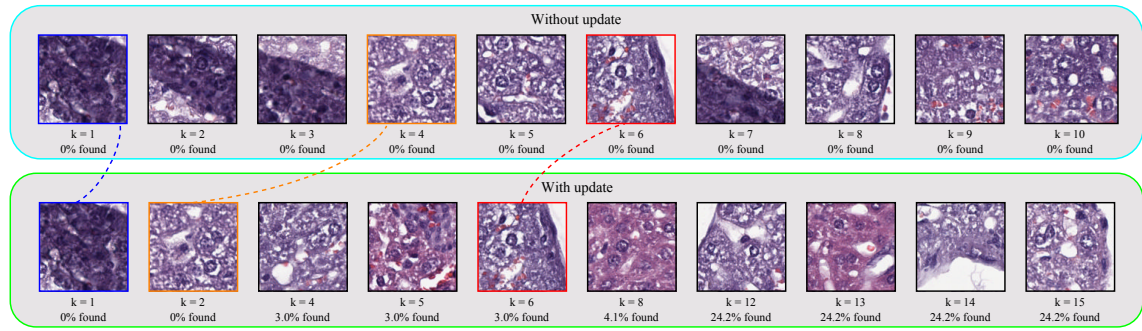 Without update
k = 1 k = 2 k = 3 k = 4 k = 5 k = 6 k = 7 k = 8 k = 9 k = 10
0% found 0% found 0% found 0% found 0% found 0% found 0% found 0% found 0% found 0% found
With update
k = 1 k = 2 k = 4 k = 5 k = 6 k = 8 k = 12 k = 13 k = 14 k = 15
0% found 0% found 3.0% found 3.0% found 3.0% found 4.1% found 24.2% found 24.2% found 24.2% found 24.2% found